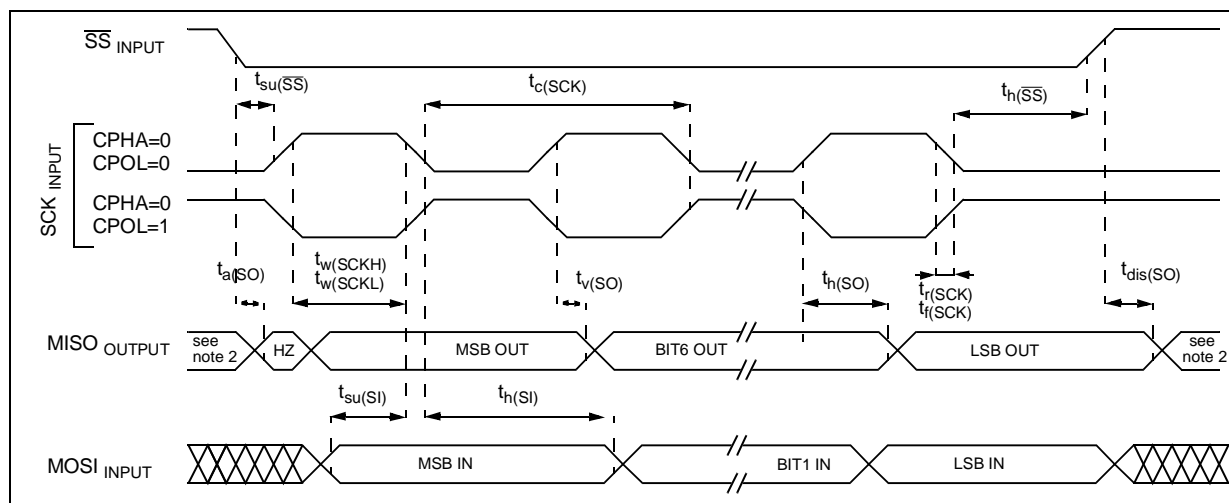 SS INPUT
tsu(SS)
tc(SCK)
th(SS)
SCK INPUT
CPHA=0
CPOL=0
CPHA=0
CPOL=1
ta(SO)
tw(SCKH)
tw(SCKL)
tv(SO)
th(SO)
tr(SCK)
tf(SCK)
tdis(SO)
MISO OUTPUT
see
note 2
HZ
MSB OUT
BIT6 OUT
LSB OUT
see
note 2
tsu(SI)
th(SI)
MOSI INPUT
MSB IN
BIT1 IN
LSB IN